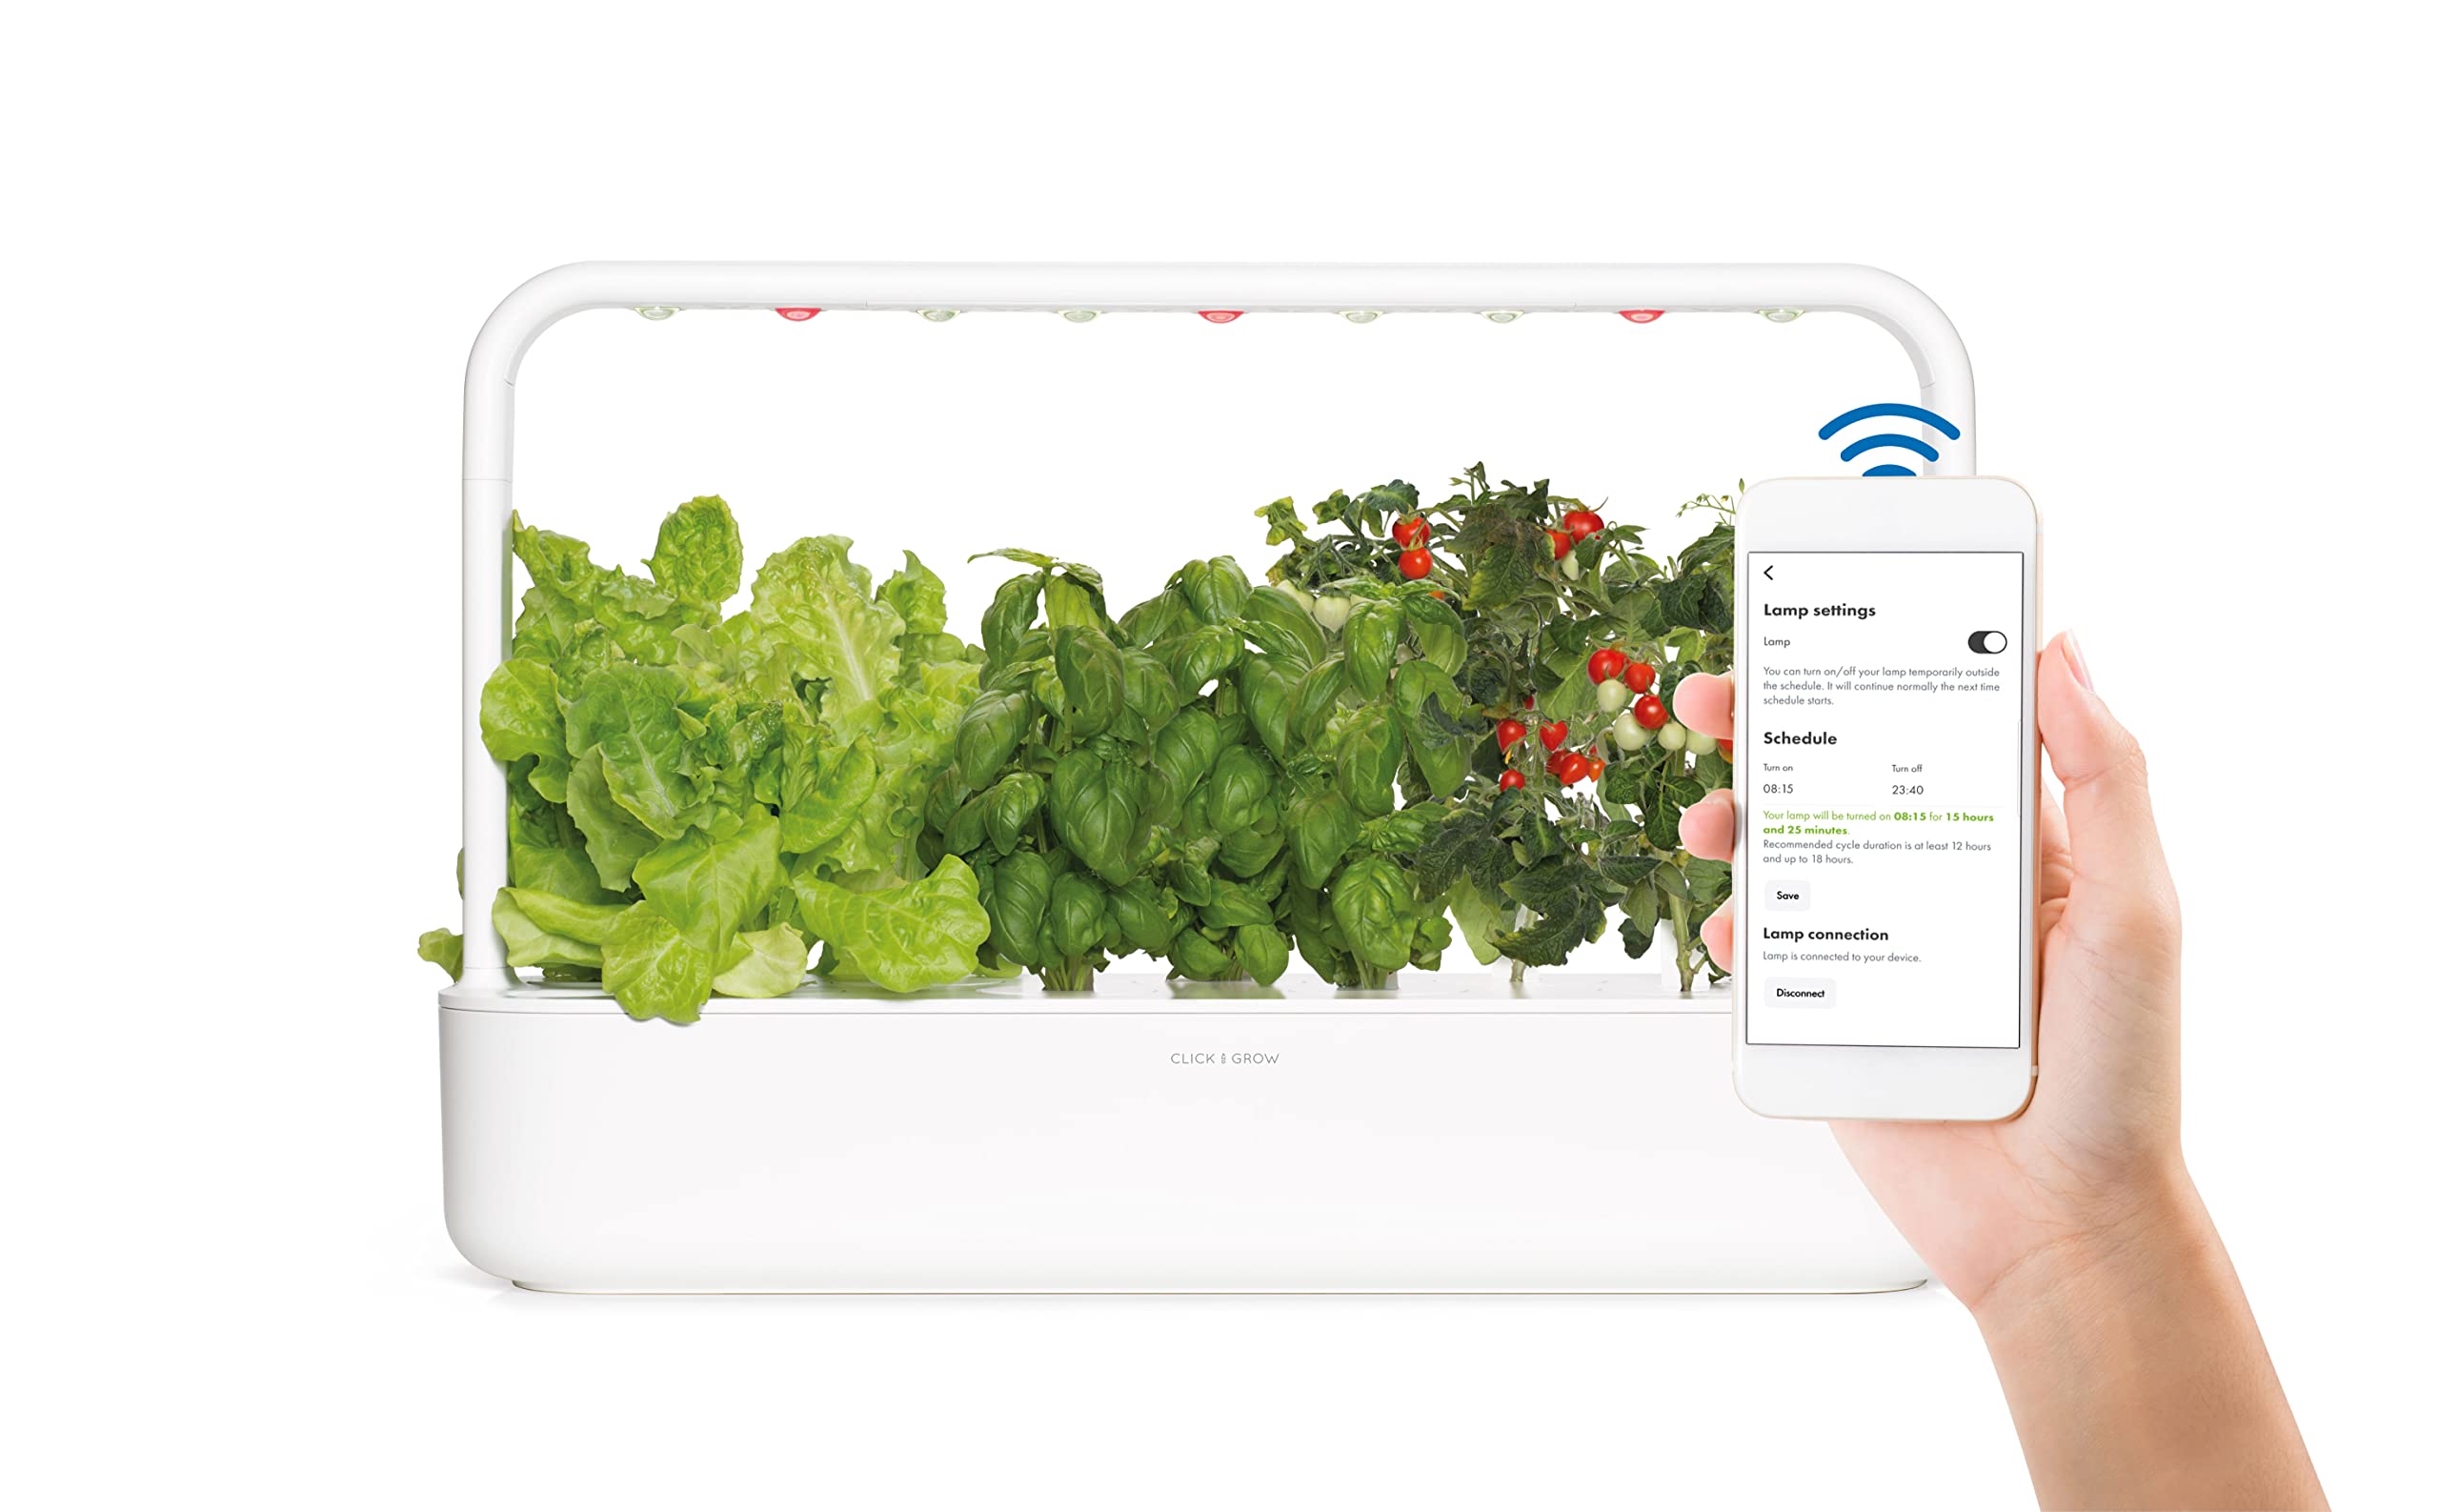 Lamp settings
Lamp
You can turn on/off your lamp temporarily outside
the schedule. It will continue normally the next time
schedule starts.
Schedule
Turn on Turn off
08:15 23:40
Your lamp will be turned on 08:15 for 15 hours
and 25 minutes.
Recommended cycle duration is at least 12 hours
and up to 18 hours.
Save
Lamp connection
Lamp is connected to your device.
Disconnect
CLICK & GROW